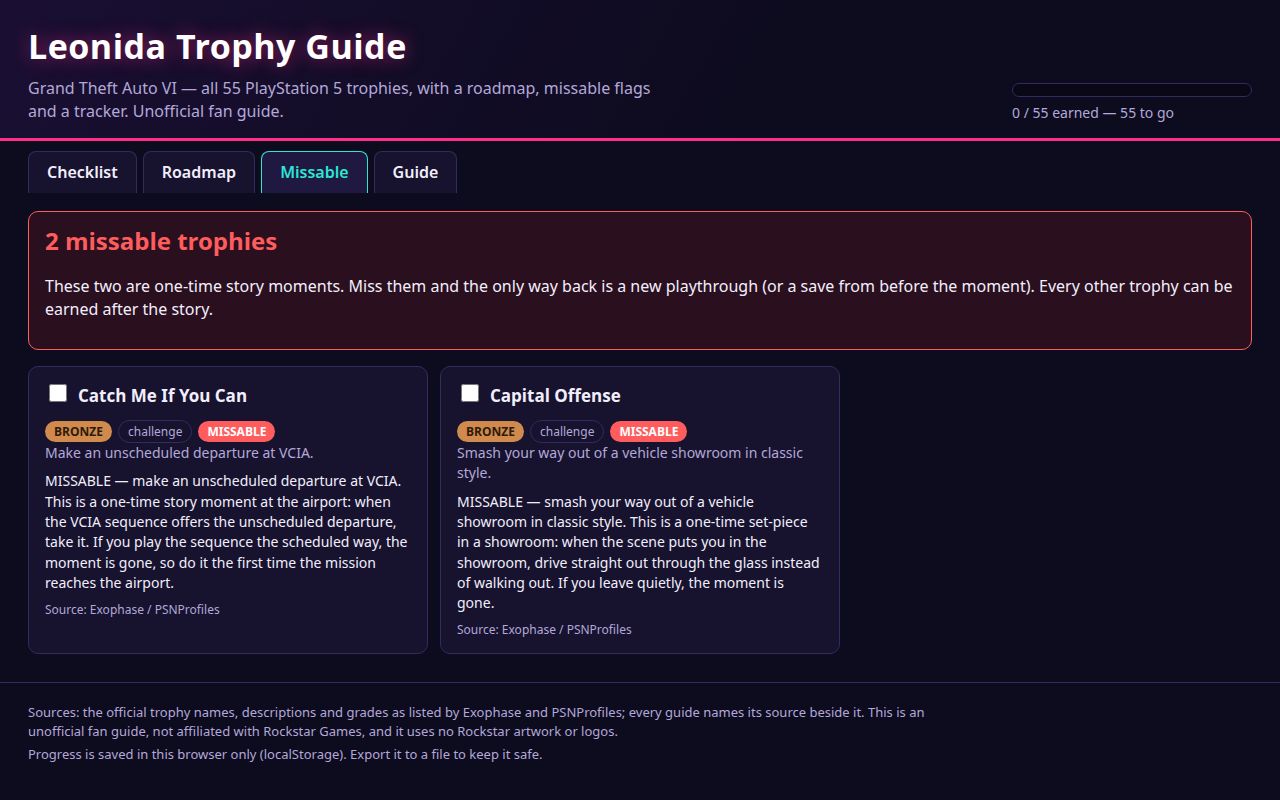 Leonida Trophy Guide
Grand Theft Auto VI — all 55 PlayStation 5 trophies, with a roadmap, missable flags
and a tracker. Unofficial fan guide.
0 / 55 earned — 55 to go
Checklist
Roadmap
Missable
Guide
2 missable trophies
These two are one-time story moments. Miss them and the only way back is a new playthrough (or a save from before the moment). Every other trophy can be
earned after the story.
Catch Me If You Can
BRONZE challenge MISSABLE
Make an unscheduled departure at VCIA.
MISSABLE — make an unscheduled departure at VCIA.
This is a one-time story moment at the airport: when
the VCIA sequence offers the unscheduled departure,
take it. If you play the sequence the scheduled way, the
moment is gone, so do it the first time the mission
reaches the airport.
Source: Exophase / PSNProfiles
Capital Offense
BRONZE challenge MISSABLE
Smash your way out of a vehicle showroom in classic
style.
MISSABLE — smash your way out of a vehicle
showroom in classic style. This is a one-time set-piece
in a showroom: when the scene puts you in the
showroom, drive straight out through the glass instead
of walking out. If you leave quietly, the moment is
gone.
Source: Exophase / PSNProfiles
Sources: the official trophy names, descriptions and grades as listed by Exophase and PSNProfiles; every guide names its source beside it. This is an
unofficial fan guide, not affiliated with Rockstar Games, and it uses no Rockstar artwork or logos.
Progress is saved in this browser only (localStorage). Export it to a file to keep it safe.